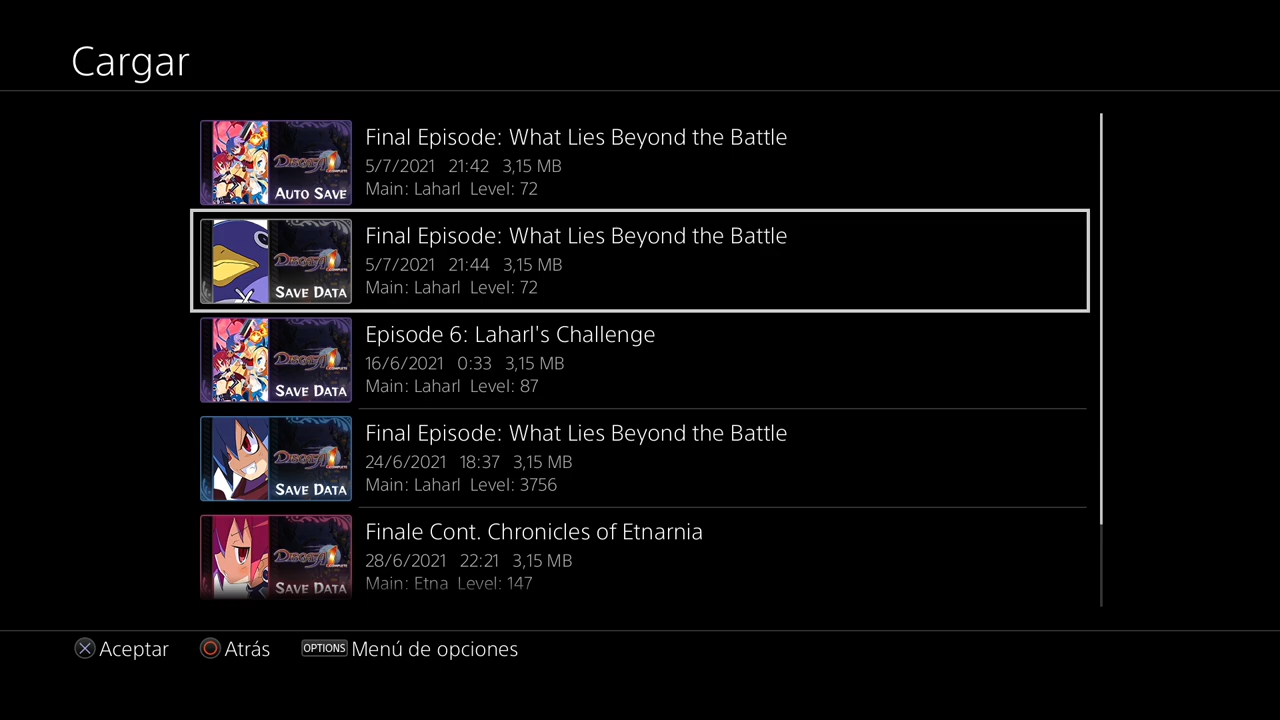 Cargar
Final Episode: What Lies Beyond the Battle
5/7/2021 21:42 3,15 MB
Main: Laharl Level: 72
AUTO SAVE
Final Episode: What Lies Beyond the Battle
5/7/2021 21:44 3,15 MB
Main: Laharl Level: 72
SAVE DATA
Episode 6: Laharl's Challenge
16/6/2021 0:33 3,15 MB
Main: Laharl Level: 87
SAVE DATA
Final Episode: What Lies Beyond the Battle
24/6/2021 18:37 3,15 MB
Main: Laharl Level: 3756
SAVE DATA
Finale Cont. Chronicles of Etnarnia
28/6/2021 22:21 3,15 MB
Main: Etna Level: 147
SAVE DATA
Aceptar Atrás OPTIONS Menú de opciones